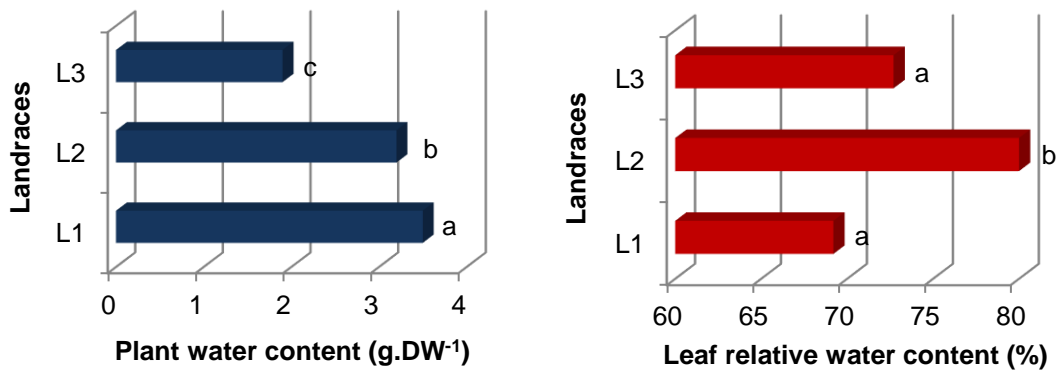 Landraces
L3
c
L2
b
L1
a
0 1 2 3 4
Plant water content (g.DW⁻¹)
Landraces
L3
a
L2
b
L1
a
60 65 70 75 80
Leaf relative water content (%)